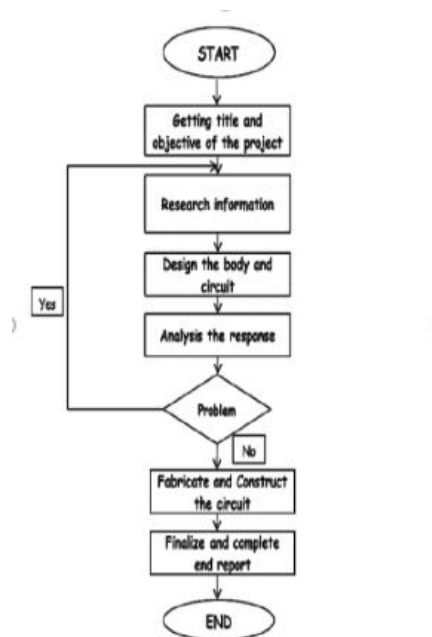 START
Getting title and
objective of the project
Research information
Design the body and
circuit
Yes
Analysis the response
Problem
No
Fabricate and Construct
the circuit
Finalize and complete
end report
END